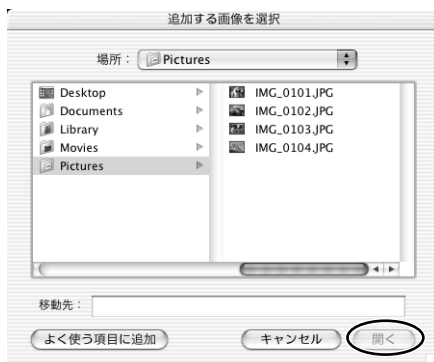 追加する画像を選択
場所： Pictures
Desktop
Documents
Library
Movies
Pictures
IMG_0101.JPG
IMG_0102.JPG
IMG_0103.JPG
IMG_0104.JPG
移動先：
よく使う項目に追加 キャンセル 開く